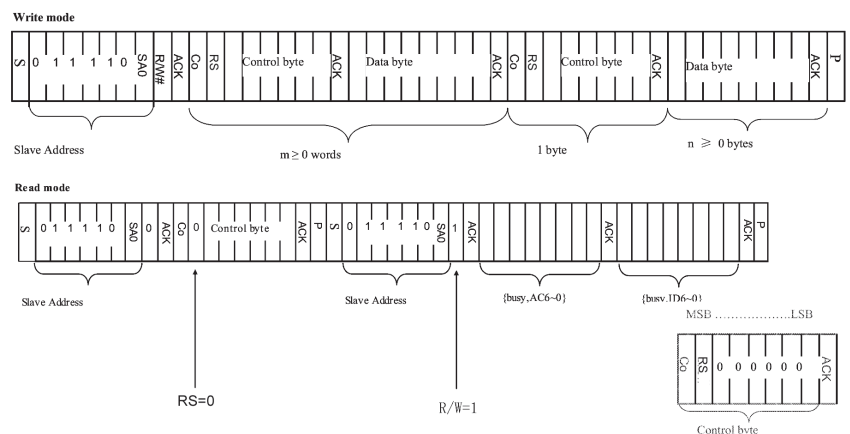 Write mode
S 0 1 1 1 1 0 SA0 R/W# ACK Co RS Control byte ACK Data byte ACK Co RS Control byte ACK Data byte ACK P
Slave Address
m ≥ 0 words
1 byte
n ≥ 0 bytes
Read mode
S 0 1 1 1 1 0 SA0 0 ACK Co 0 Control byte ACK P S 0 1 1 1 1 0 SA0 1 ACK ACK ACK P
Slave Address
Slave Address
{busy,AC6~0}
{busy,ID6~0}
MSB ....................LSB
Co RS 0 0 0 0 0 0 ACK
Control byte
RS=0
R/W=1